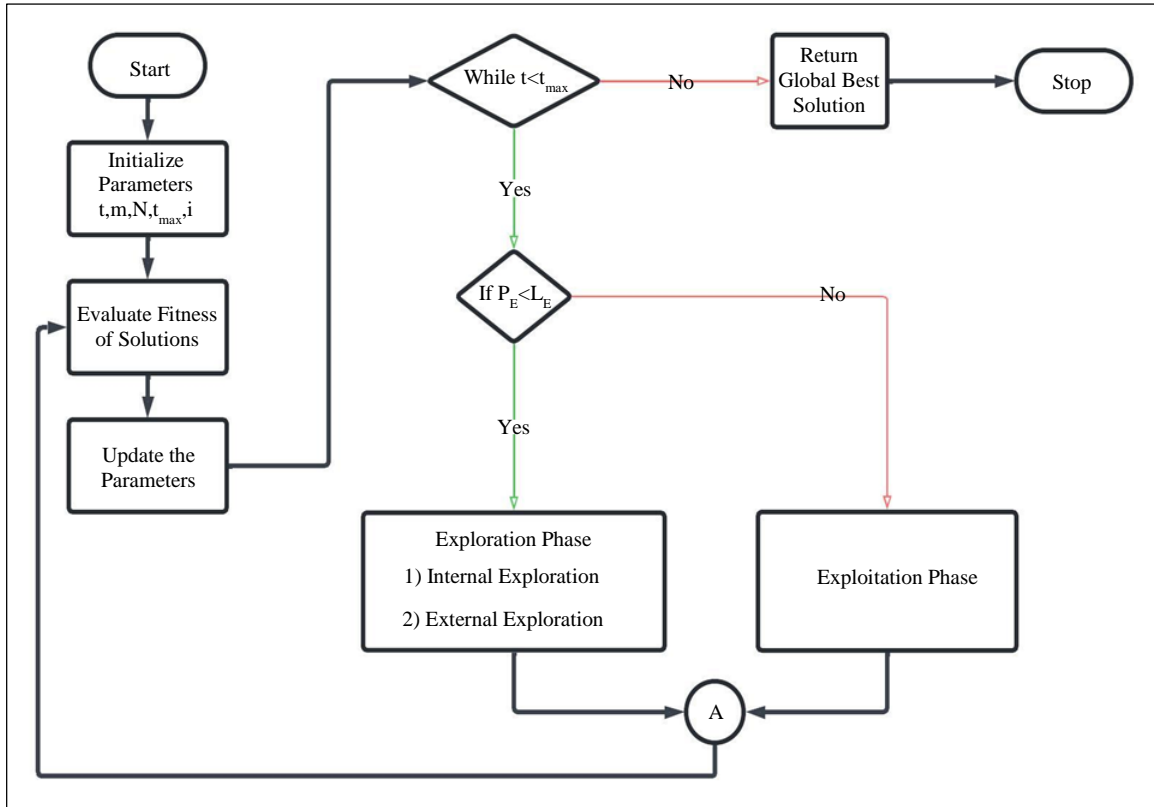 Start
Initialize
Parameters
t,m,N,tmax,i
Evaluate Fitness
of Solutions
Update the
Parameters
While t<tmax
No
Return
Global Best
Solution
Stop
Yes
If PE<LE
No
Yes
Exploration Phase
1) Internal Exploration
2) External Exploration
Exploitation Phase
A